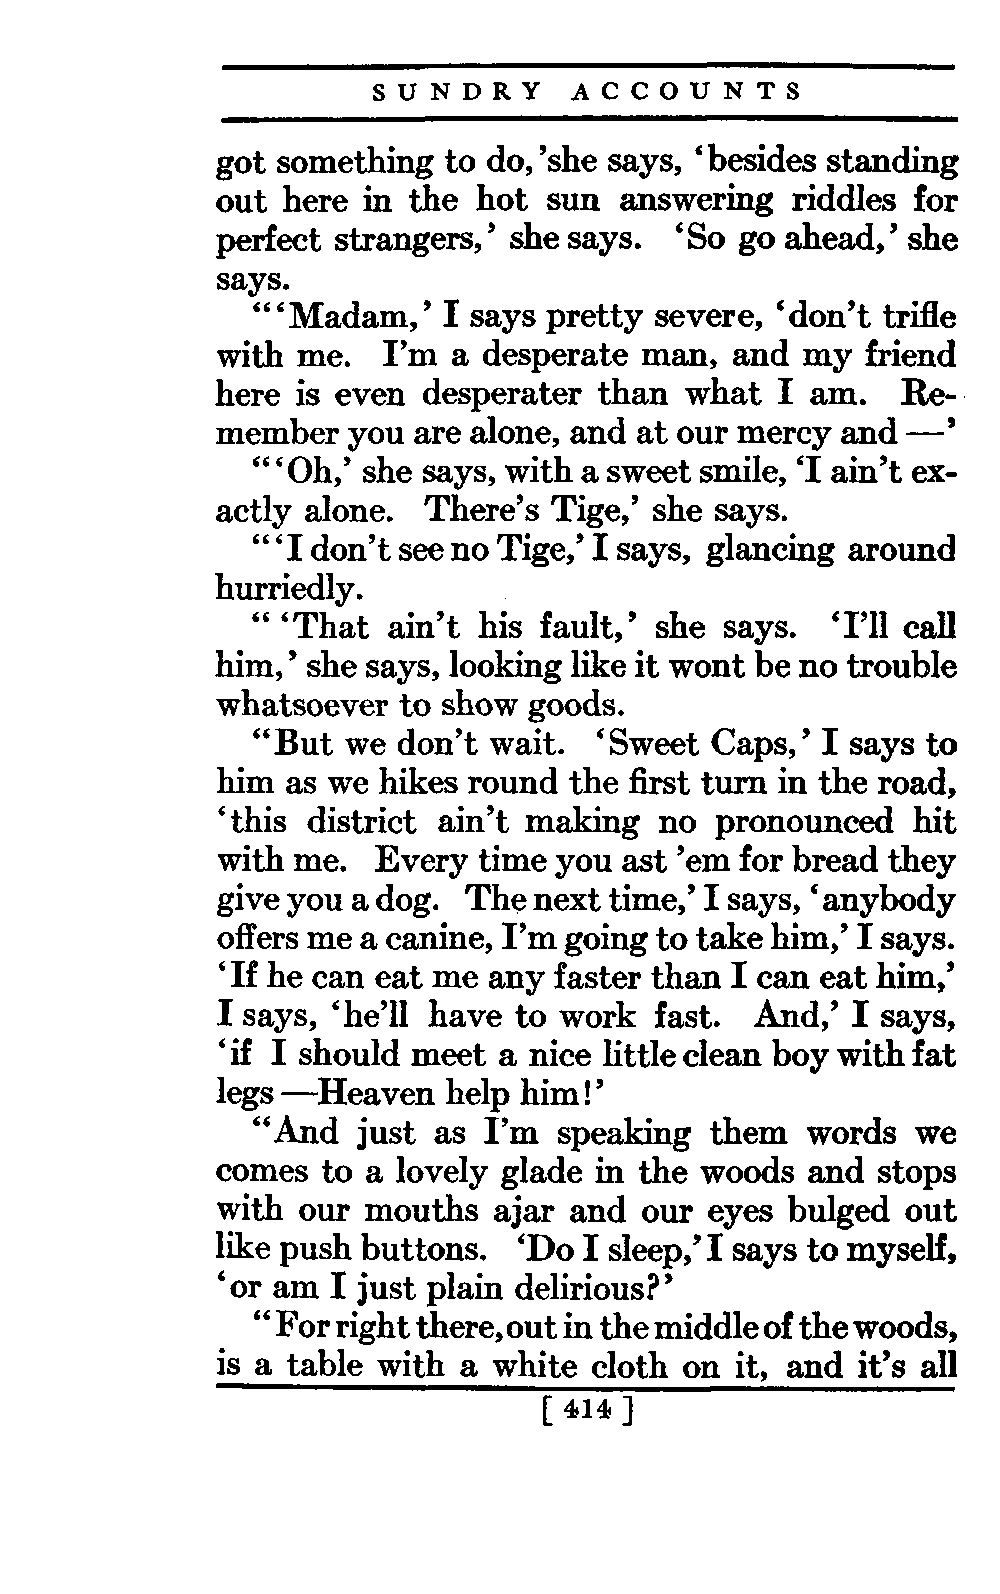 SUNDRY ACCOUNTS
got something to do,' she says, 'besides standing
out here in the hot sun answering riddles for
perfect strangers,' she says. 'So go ahead,' she
says.
"'Madam,' I says pretty severe, 'don't trifle
with me. I'm a desperate man, and my friend
here is even desperater than what I am. Re-
member you are alone, and at our mercy and—'
"'Oh,' she says, with a sweet smile, 'I ain't ex-
actly alone. There's Tige,' she says.
"'I don't see no Tige,' I says, glancing around
hurriedly.
"'That ain't his fault,' she says. 'I'll call
him,' she says, looking like it wont be no trouble
whatsoever to show goods.
"But we don't wait. 'Sweet Caps,' I says to
him as we hikes round the first turn in the road,
'this district ain't making no pronounced hit
with me. Every time you ast 'em for bread they
give you a dog. The next time,' I says, 'anybody
offers me a canine, I'm going to take him,' I says.
'If he can eat me any faster than I can eat him,'
I says, 'he'll have to work fast. And,' I says,
'if I should meet a nice little clean boy with fat
legs—Heaven help him!'
"And just as I'm speaking them words we
comes to a lovely glade in the woods and stops
with our mouths ajar and our eyes bulged out
like push buttons. 'Do I sleep,' I says to myself,
'or am I just plain delirious?'
"For right there, out in the middle of the woods,
is a table with a white cloth on it, and it's all
[ 414 ]